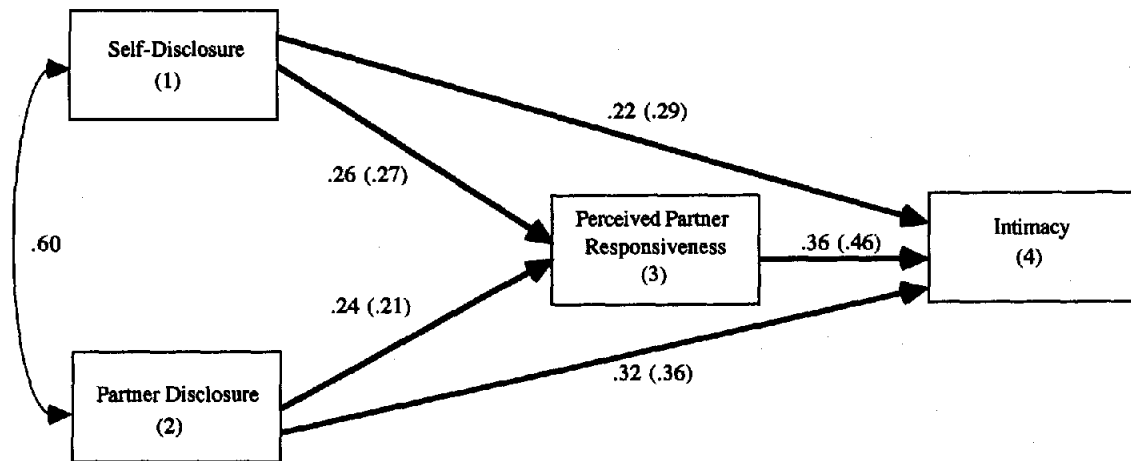 Self-Disclosure
(1)
.22 (.29)
.26 (.27)
Perceived Partner
Responsiveness
(3)
.36 (.46)
Intimacy
(4)
.60
.24 (.21)
.32 (.36)
Partner Disclosure
(2)